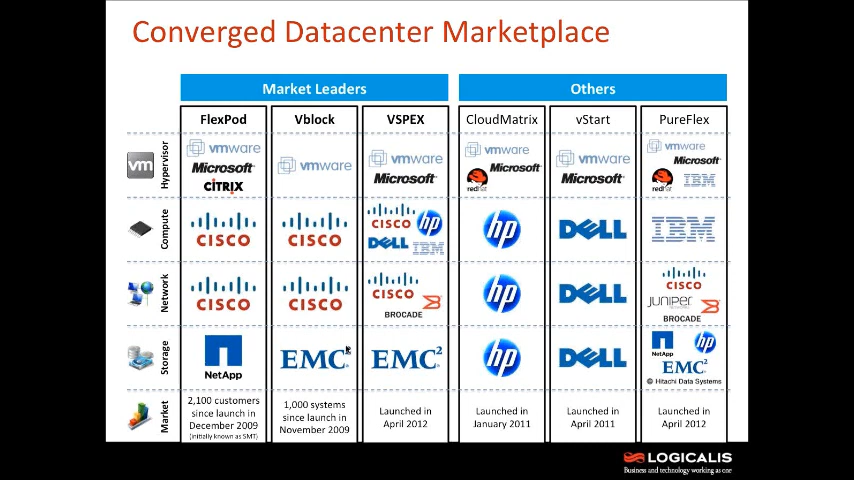 Converged Datacenter Marketplace
Market Leaders
Others
FlexPod
Vblock
VSPEX
CloudMatrix
vStart
PureFlex
vm
Hypervisor
vmware
Microsoft
CITRIX
vmware
vmware
Microsoft
vmware
Microsoft
redhat
vmware
Microsoft
vmware
Microsoft
redhat
IBM
Compute
CISCO
CISCO
CISCO
hp
DELL
IBM
hp
DELL
IBM
Network
CISCO
CISCO
CISCO
BROCADE
hp
DELL
CISCO
JUNIPER
BROCADE
Storage
NetApp
EMC²
EMC²
hp
DELL
NetApp
hp
EMC²
Hitachi Data Systems
Market
2,100 customers
since launch in
December 2009
(initially known as SMT)
1,000 systems
since launch in
November 2009
Launched in
April 2012
Launched in
January 2011
Launched in
April 2011
Launched in
April 2012
LOGICALIS
Business and technology working as one